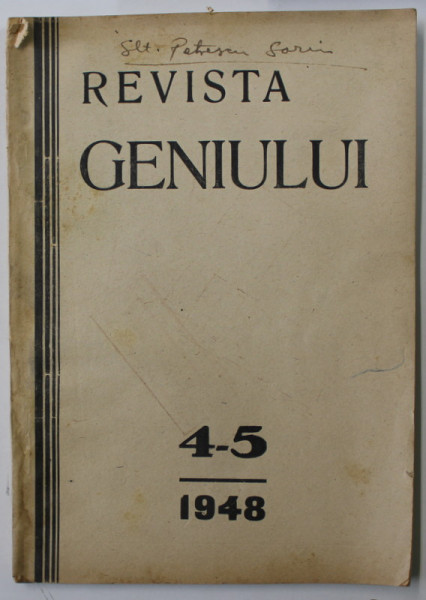 Slt. Petrescu Sorin
REVISTA
GENIULUI
4-5
1948